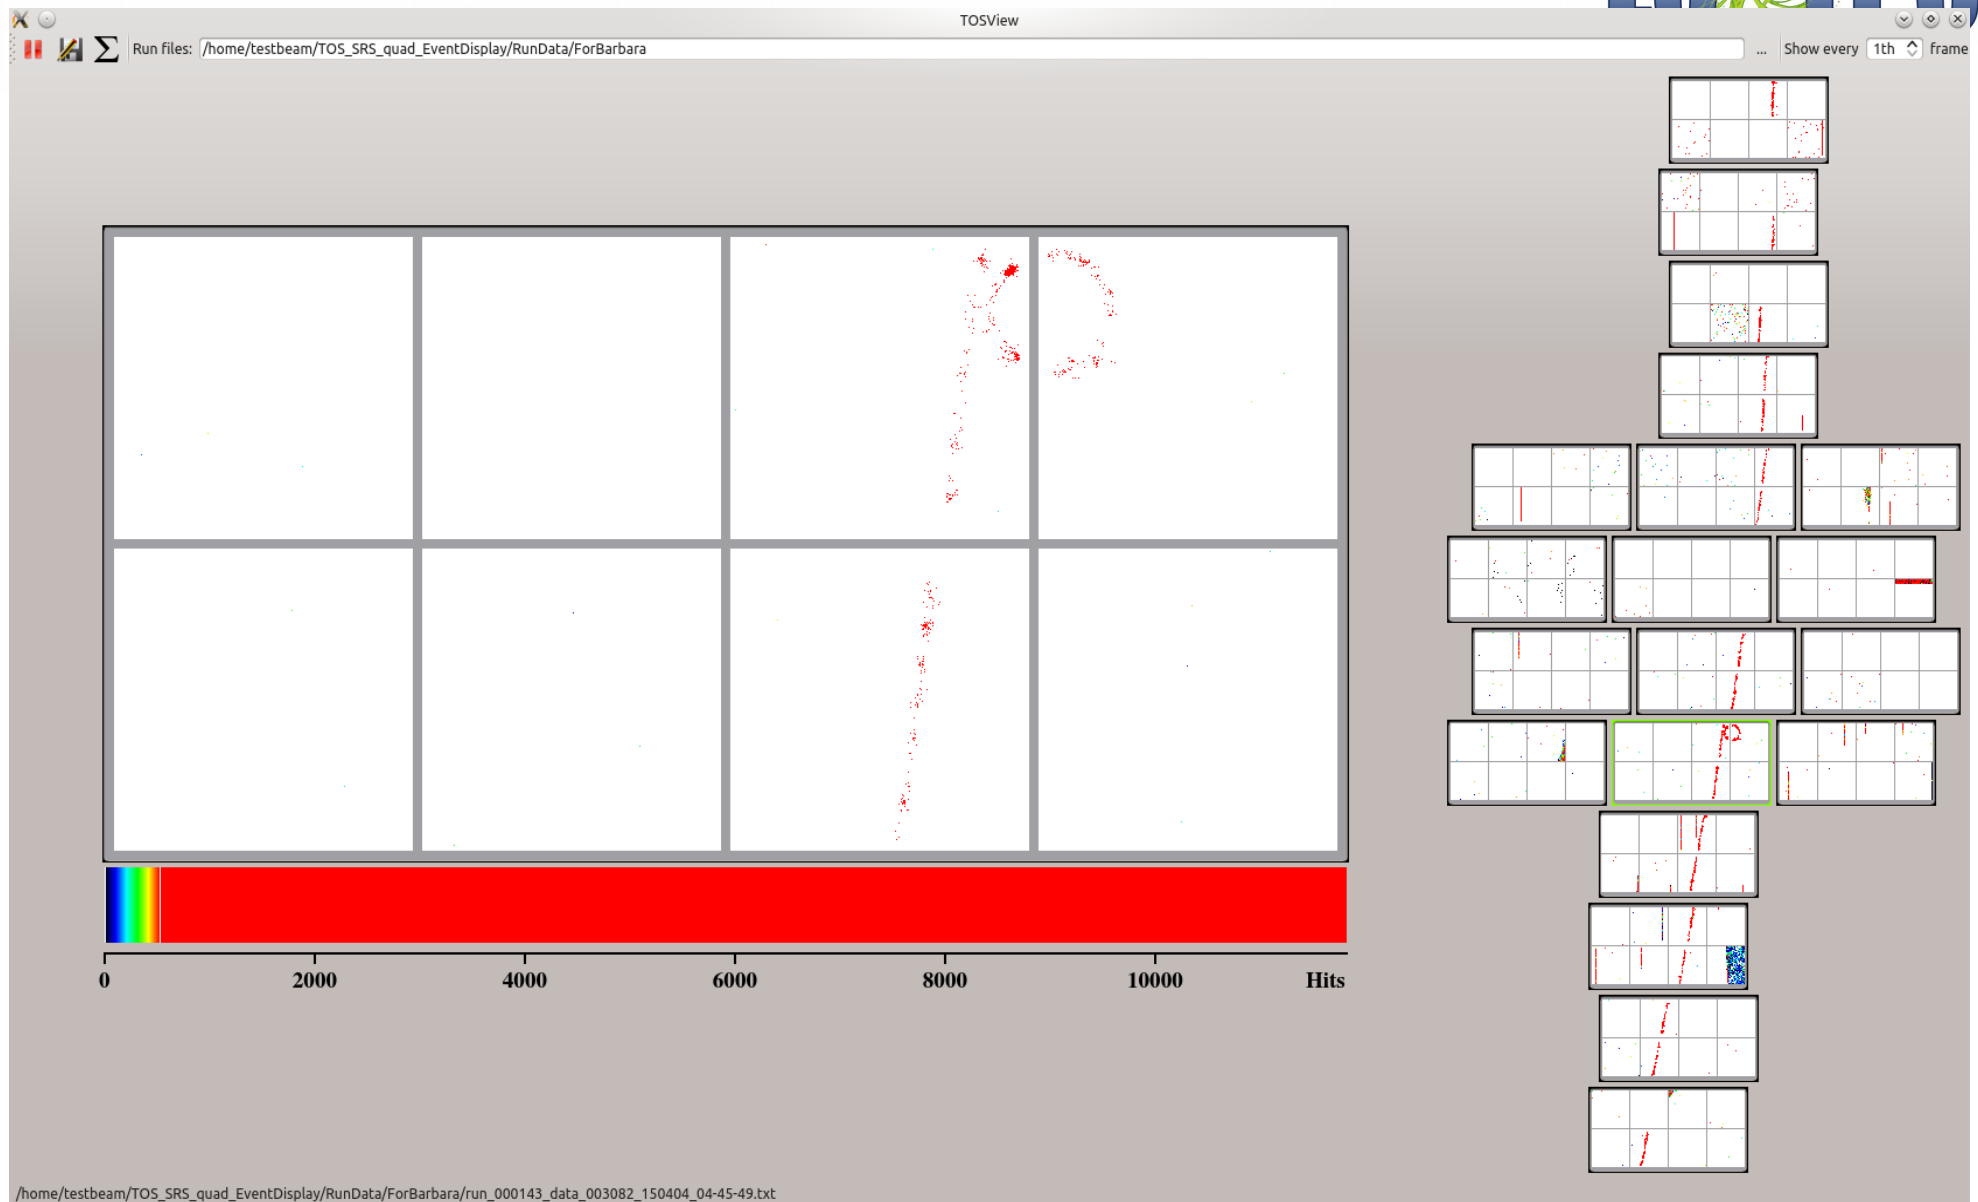 TOSView
Run files: /home/testbeam/TOS_SRS_quad_EventDisplay/RunData/ForBarbara ... Show every 1th frame
0 2000 4000 6000 8000 10000 Hits
/home/testbeam/TOS_SRS_quad_EventDisplay/RunData/ForBarbara/run_000143_data_003082_150404_04-45-49.txt